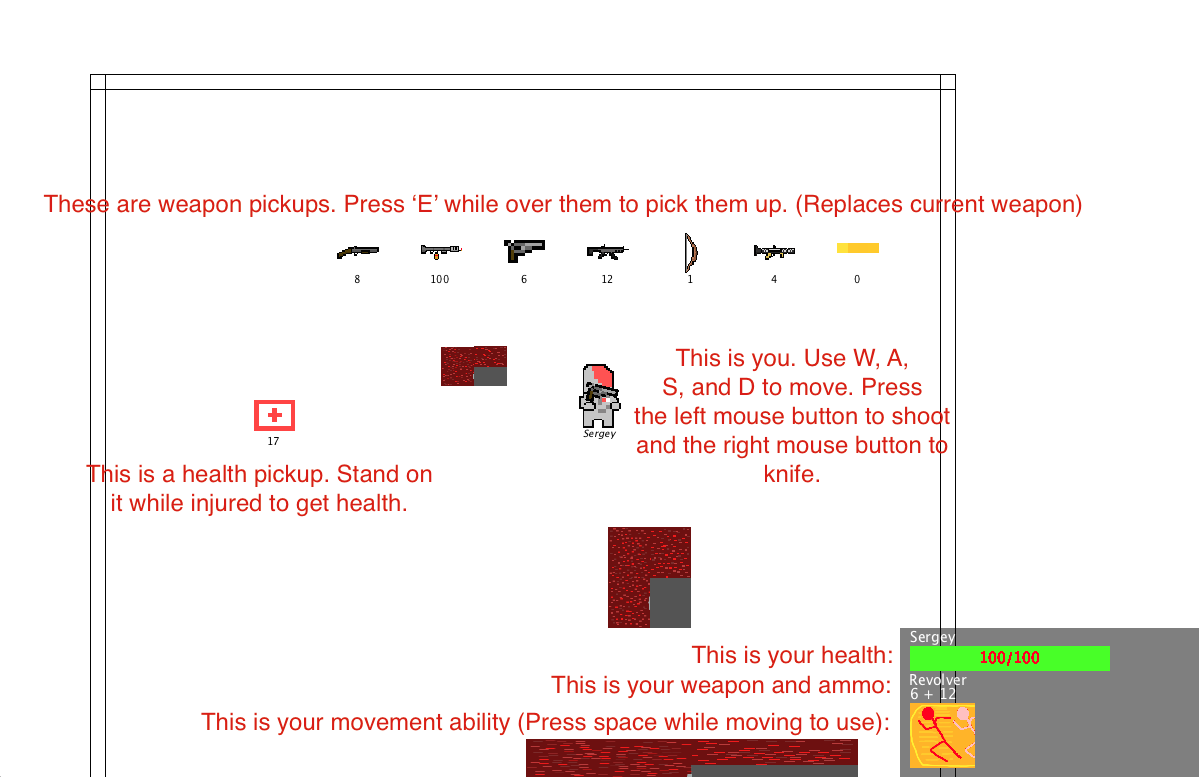 These are weapon pickups. Press ‘E’ while over them to pick them up. (Replaces current weapon)
8 100 6 12 1 4 0
This is you. Use W, A,
S, and D to move. Press
the left mouse button to shoot
and the right mouse button to
knife.
Sergey
17
This is a health pickup. Stand on
it while injured to get health.
Sergey
This is your health: 100/100
This is your weapon and ammo: Revolver
6 + 12
This is your movement ability (Press space while moving to use):